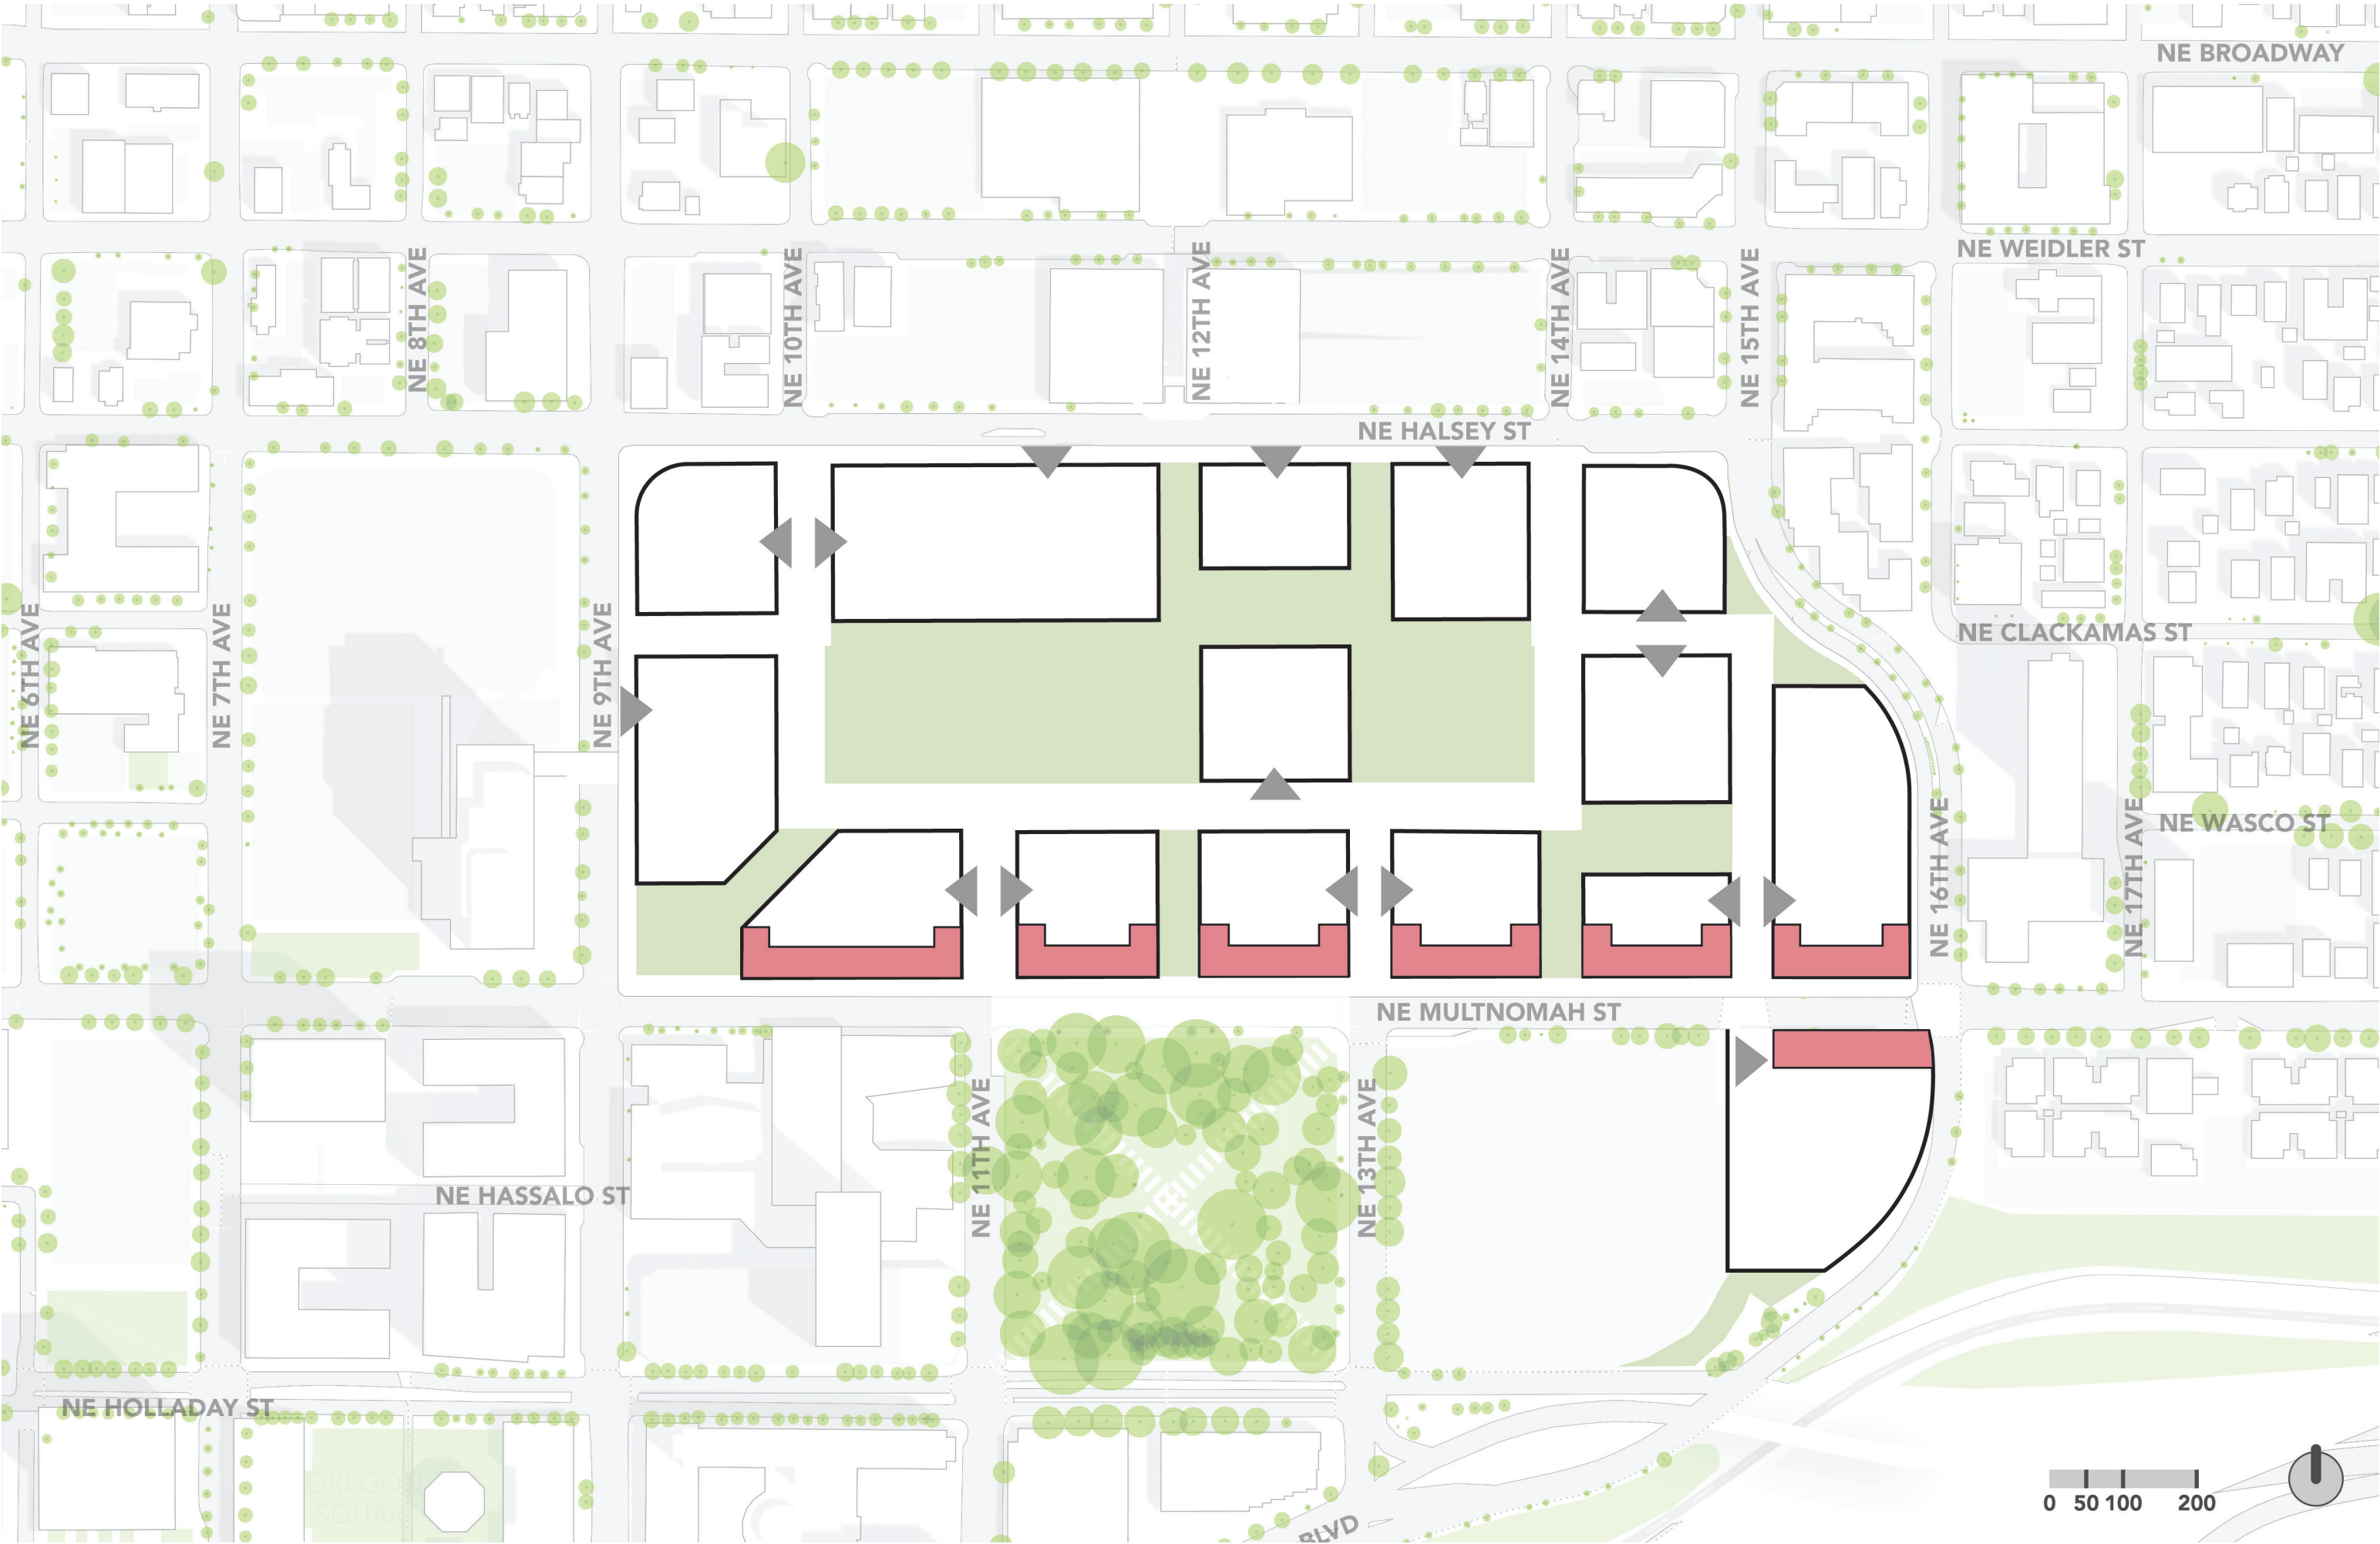 NE BROADWAY
NE WEIDLER ST
NE 8TH AVE
NE 10TH AVE
NE 12TH AVE
NE 14TH AVE
NE 15TH AVE
NE HALSEY ST
NE 6TH AVE
NE 7TH AVE
NE 9TH AVE
NE CLACKAMAS ST
NE 16TH AVE
NE 17TH AVE
NE WASCO ST
NE MULTNOMAH ST
NE 11TH AVE
NE 13TH AVE
NE HASSALO ST
NE HOLLADAY ST
OREGO
SQUARE
0 50 100 200
BLVD